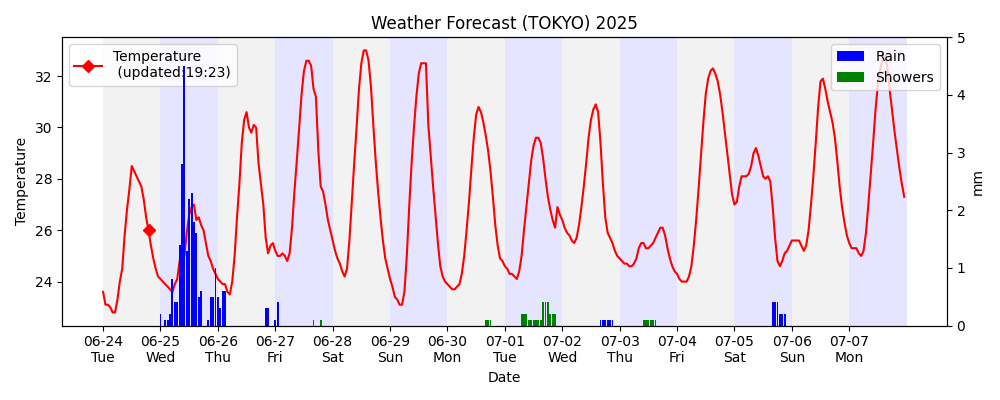 Weather Forecast (TOKYO) 2025
Temperature
(updated:19:23)
Rain
Showers
Temperature
32
30
28
26
24
5
4
3
2
1
0
mm
06-24 06-25 06-26 06-27 06-28 06-29 06-30 07-01 07-02 07-03 07-04 07-05 07-06 07-07
Tue Wed Thu Fri Sat Sun Mon Tue Wed Thu Fri Sat Sun Mon
Date